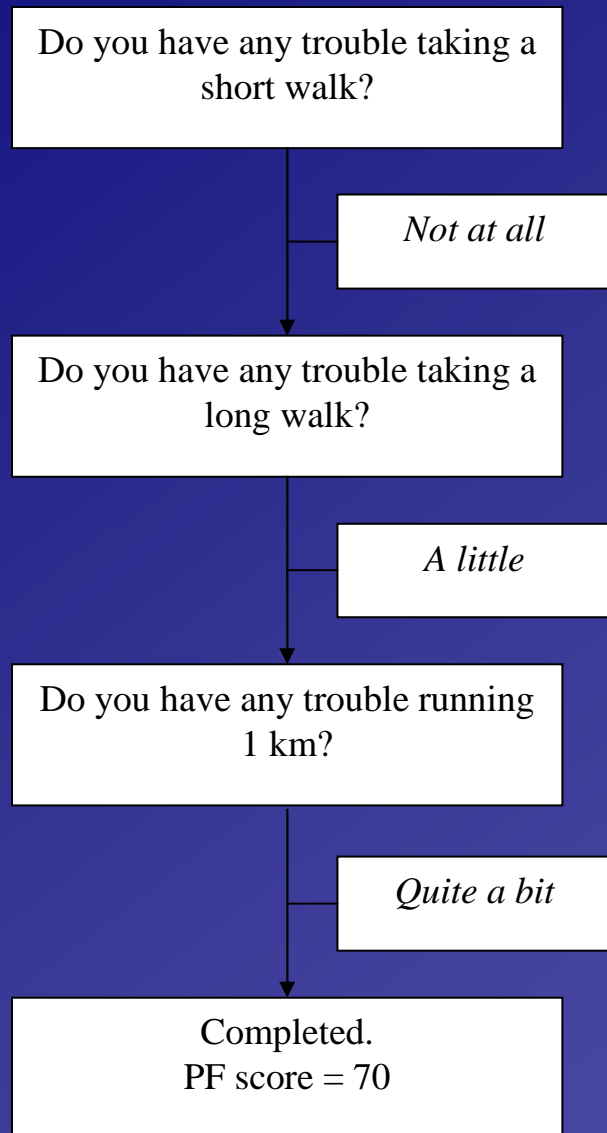 Do you have any trouble taking a
short walk?
Not at all
Do you have any trouble taking a
long walk?
A little
Do you have any trouble running
1 km?
Quite a bit
Completed.
PF score = 70